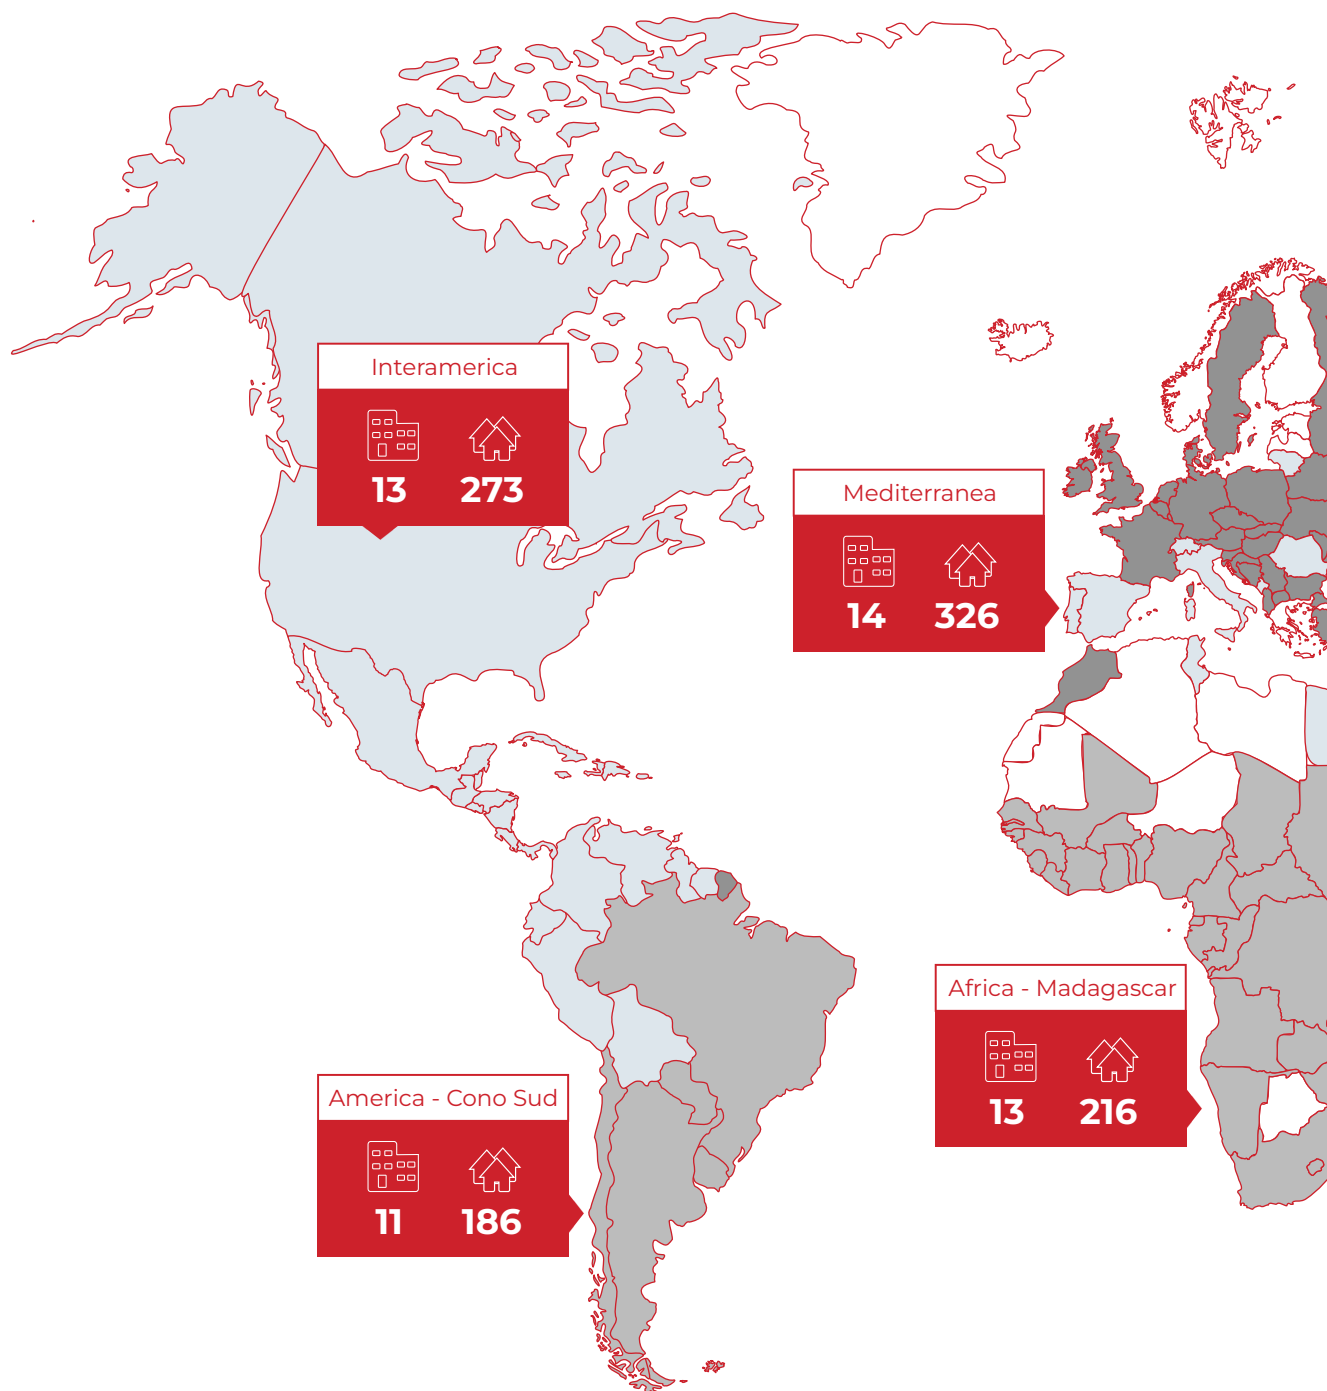 Interamerica
13 273
Mediterranea
14 326
Africa - Madagascar
13 216
America - Cono Sud
11 186